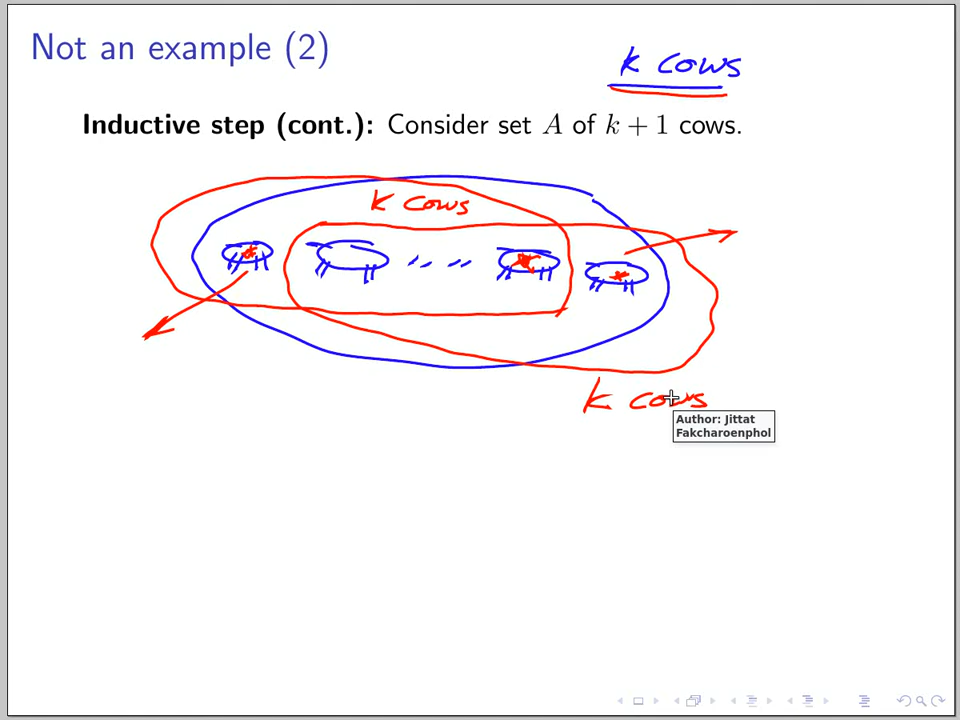 Not an example (2)
k cows
Inductive step (cont.): Consider set A of k + 1 cows.
k cows
k cows
Author: Jittat
Fakcharoenphol